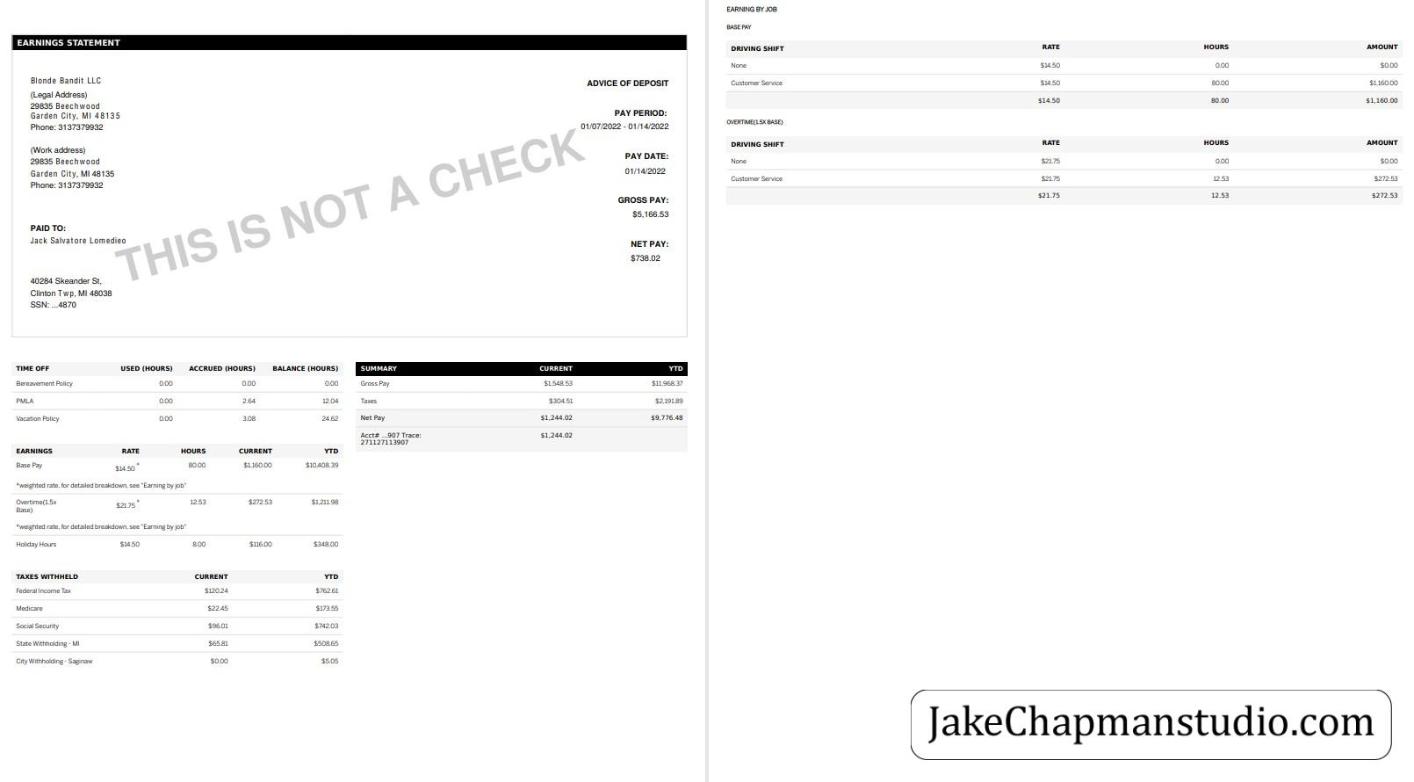 EARNINGS STATEMENT
Blonde Bandit LLC
(Legal Address)
29835 Beechwood
Garden City, MI 48135
Phone: 3137379932
(Work address)
29835 Beechwood
Garden City, MI 48135
Phone: 3137379932
PAID TO:
Jack Salvatore Lomedieo
40284 Skeander St,
Clinton Twp, MI 48038
SSN: ...4870
THIS IS NOT A CHECK
ADVICE OF DEPOSIT
PAY PERIOD:
01/07/2022 - 01/14/2022
PAY DATE:
01/14/2022
GROSS PAY:
$5,166.53
NET PAY:
$738.02
TIME OFF USED (HOURS) ACCRUED (HOURS) BALANCE (HOURS)
Bereavement Policy 0.00 0.00 0.00
PMLA 0.00 2.64 12.04
Vacation Policy 0.00 3.08 24.62
EARNINGS RATE HOURS CURRENT YTD
Base Pay $14.50 * 80.00 $1,160.00 $10,408.39
*weighted rate, for detailed breakdown, see "Earning by job"
Overtime(1.5x $21.75 * 12.53 $272.53 $1,211.98
Base)
*weighted rate, for detailed breakdown, see "Earning by job"
Holiday Hours $14.50 8.00 $116.00 $348.00
TAXES WITHHELD CURRENT YTD
Federal Income Tax $120.24 $762.61
Medicare $22.45 $173.55
Social Security $96.01 $742.03
State Withholding - MI $65.81 $508.65
City Withholding - Saginaw $0.00 $5.05
SUMMARY CURRENT YTD
Gross Pay $1,548.53 $11,968.37
Taxes $304.51 $2,191.89
Net Pay $1,244.02 $9,776.48
Acct# ...907 Trace: $1,244.02
271127113907
EARNING BY JOB
BASE PAY
DRIVING SHIFT RATE HOURS AMOUNT
None $14.50 0.00 $0.00
Customer Service $14.50 80.00 $1,160.00
$14.50 80.00 $1,160.00
OVERTIME(1.5X BASE)
DRIVING SHIFT RATE HOURS AMOUNT
None $21.75 0.00 $0.00
Customer Service $21.75 12.53 $272.53
$21.75 12.53 $272.53
JakeChapmanstudio.com